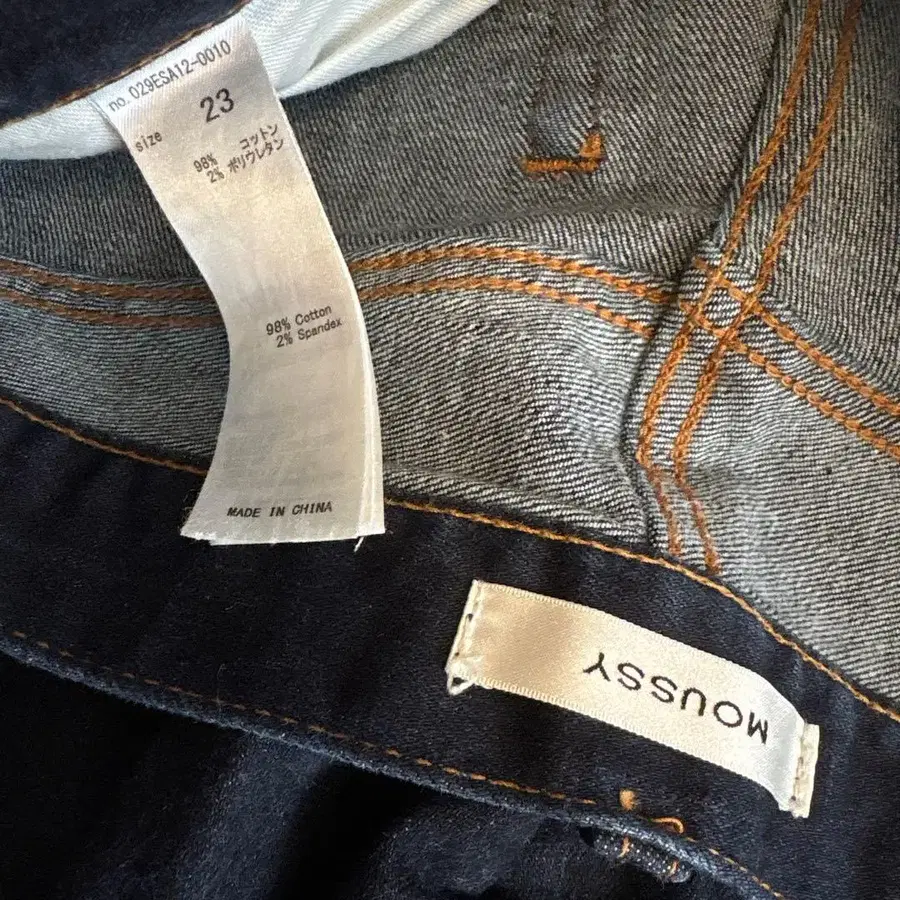 no. 029ESA12-0010
size 23
98% コットン
2% ポリウレタン
98% Cotton
2% Spandex
MADE IN CHINA
MOUSSY